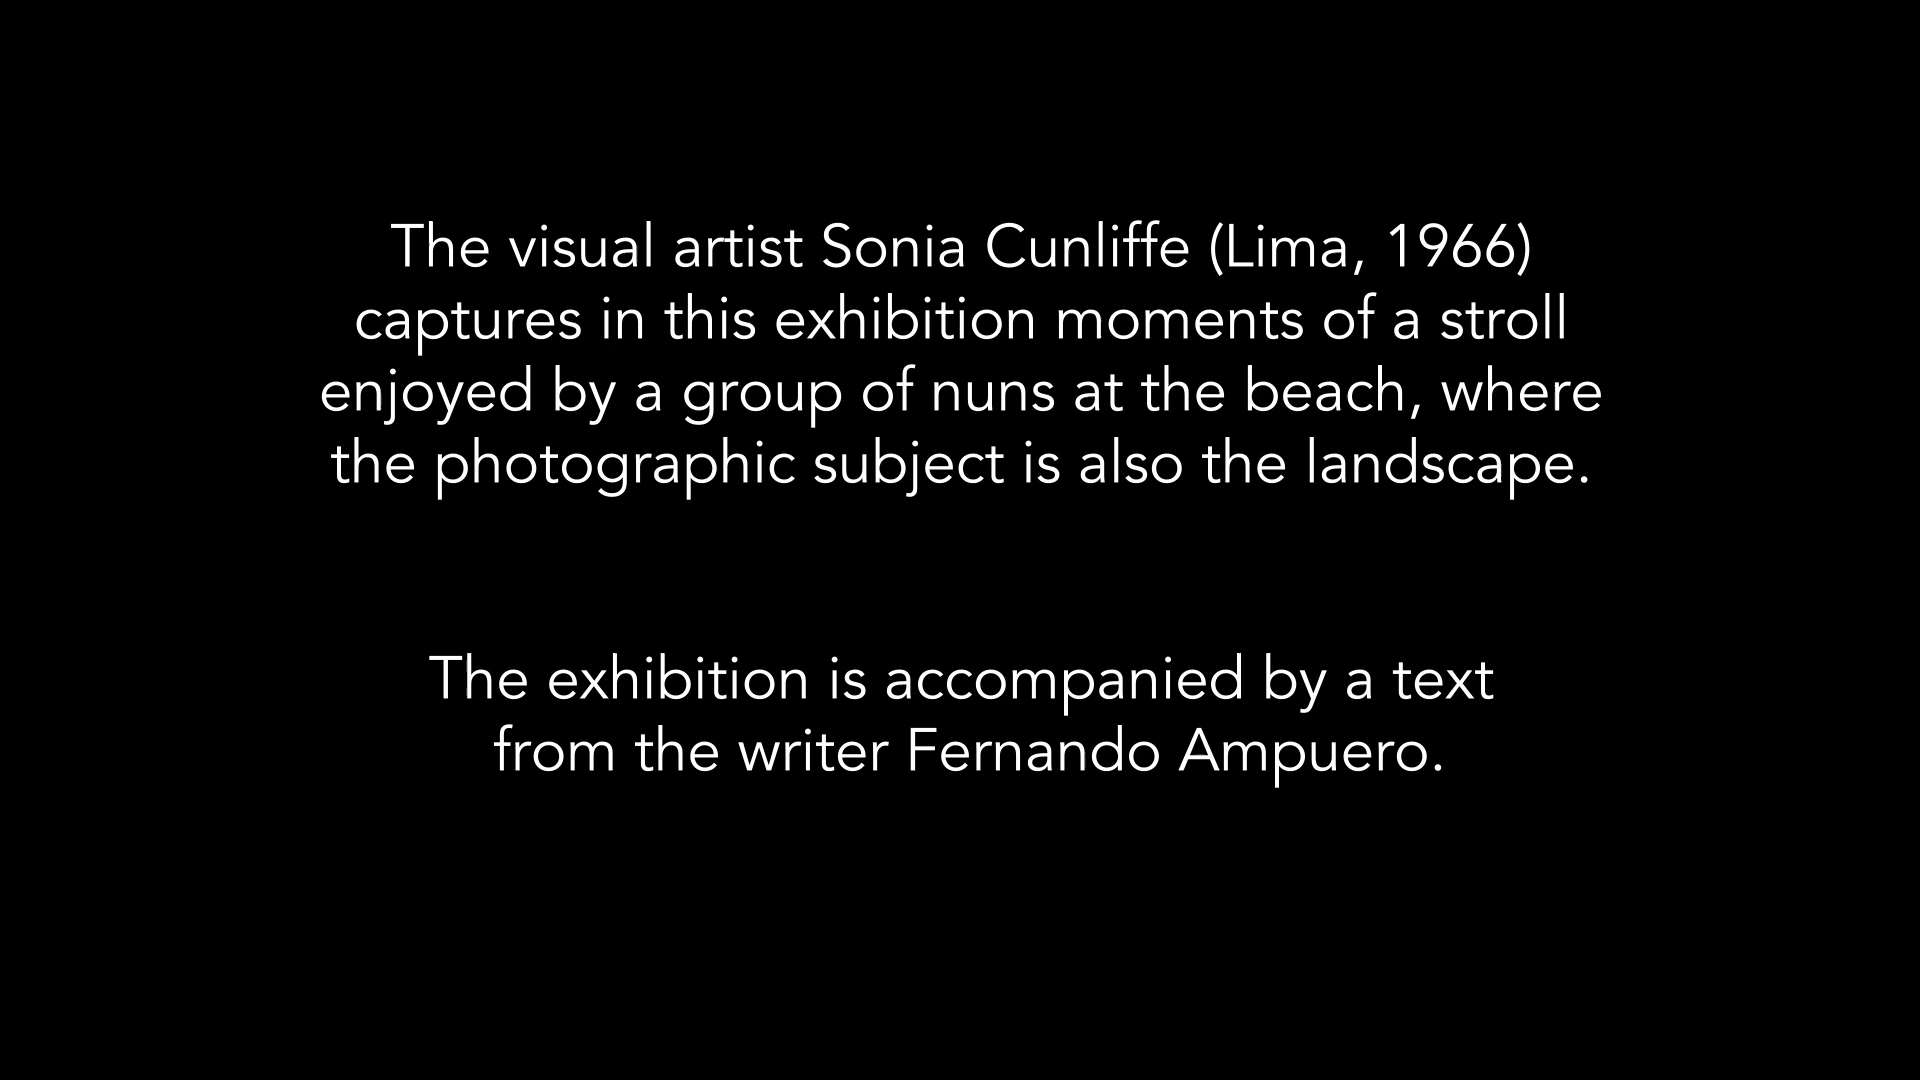 The visual artist Sonia Cunliffe (Lima, 1966)
captures in this exhibition moments of a stroll
enjoyed by a group of nuns at the beach, where
the photographic subject is also the landscape.
The exhibition is accompanied by a text
from the writer Fernando Ampuero.